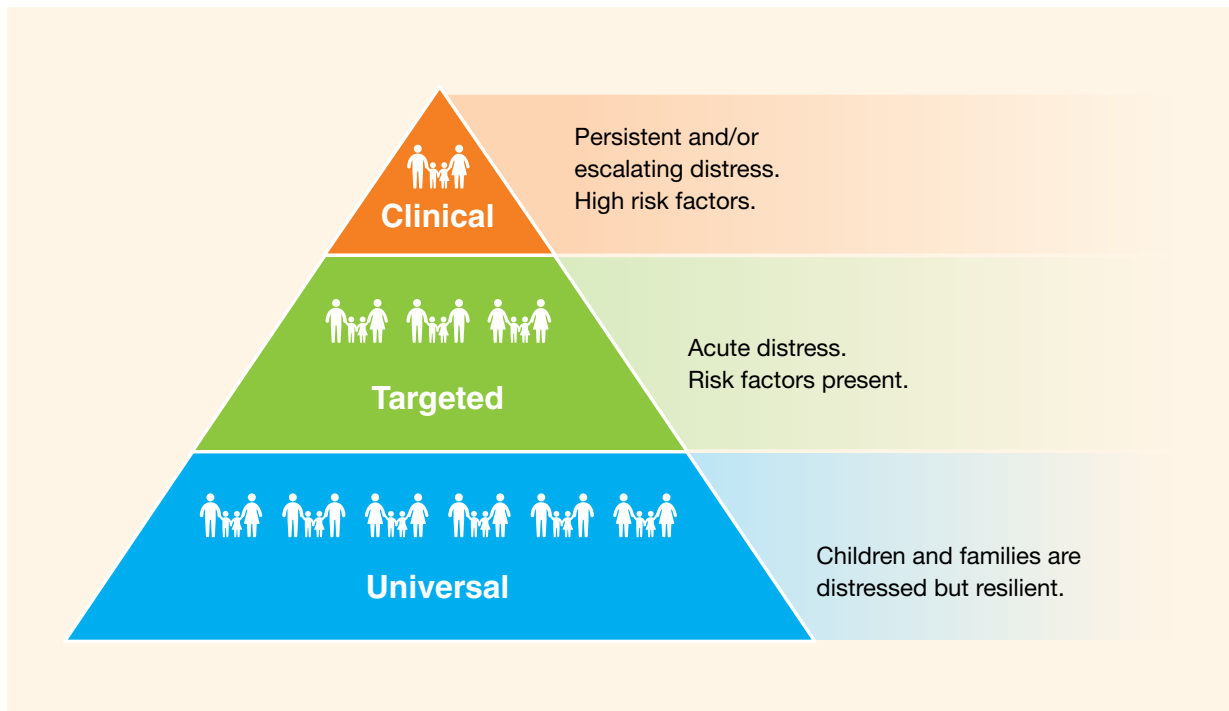 Persistent and/or
escalating distress.
High risk factors.
Clinical
Acute distress.
Risk factors present.
Targeted
Children and families are
distressed but resilient.
Universal